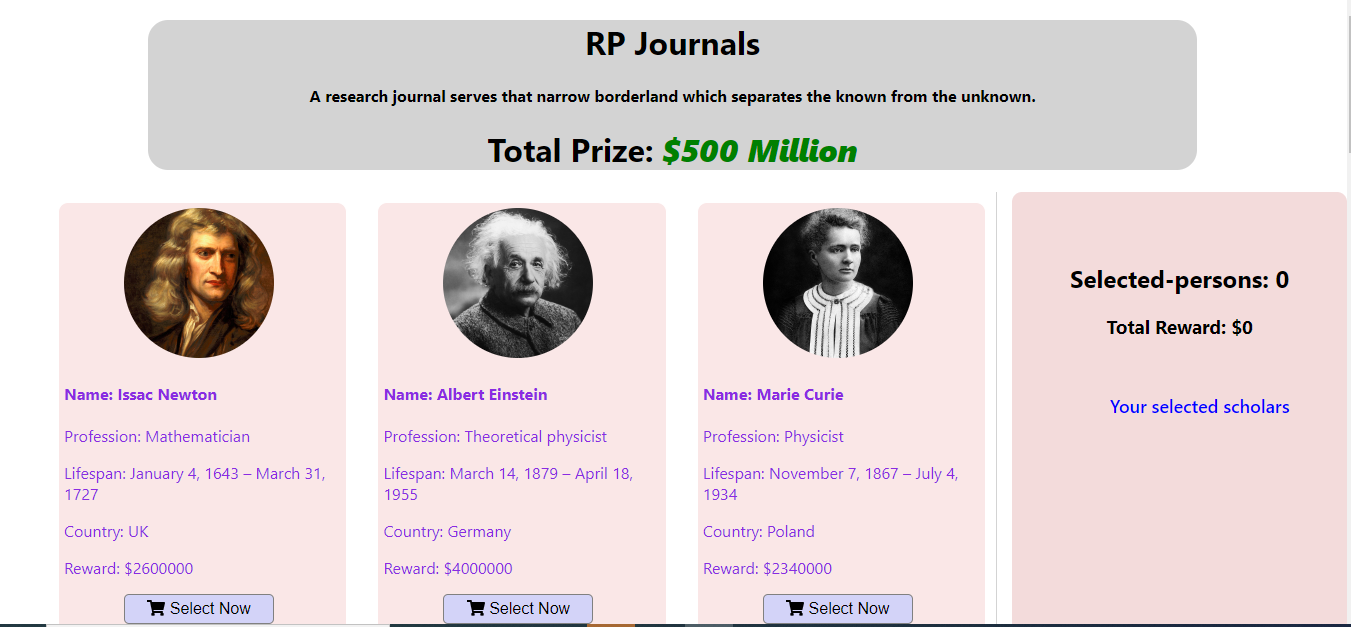 RP Journals
A research journal serves that narrow borderland which separates the known from the unknown.
Total Prize: $500 Million
Name: Issac Newton
Profession: Mathematician
Lifespan: January 4, 1643 – March 31,
1727
Country: UK
Reward: $2600000
Select Now
Name: Albert Einstein
Profession: Theoretical physicist
Lifespan: March 14, 1879 – April 18,
1955
Country: Germany
Reward: $4000000
Select Now
Name: Marie Curie
Profession: Physicist
Lifespan: November 7, 1867 – July 4,
1934
Country: Poland
Reward: $2340000
Select Now
Selected-persons: 0
Total Reward: $0
Your selected scholars